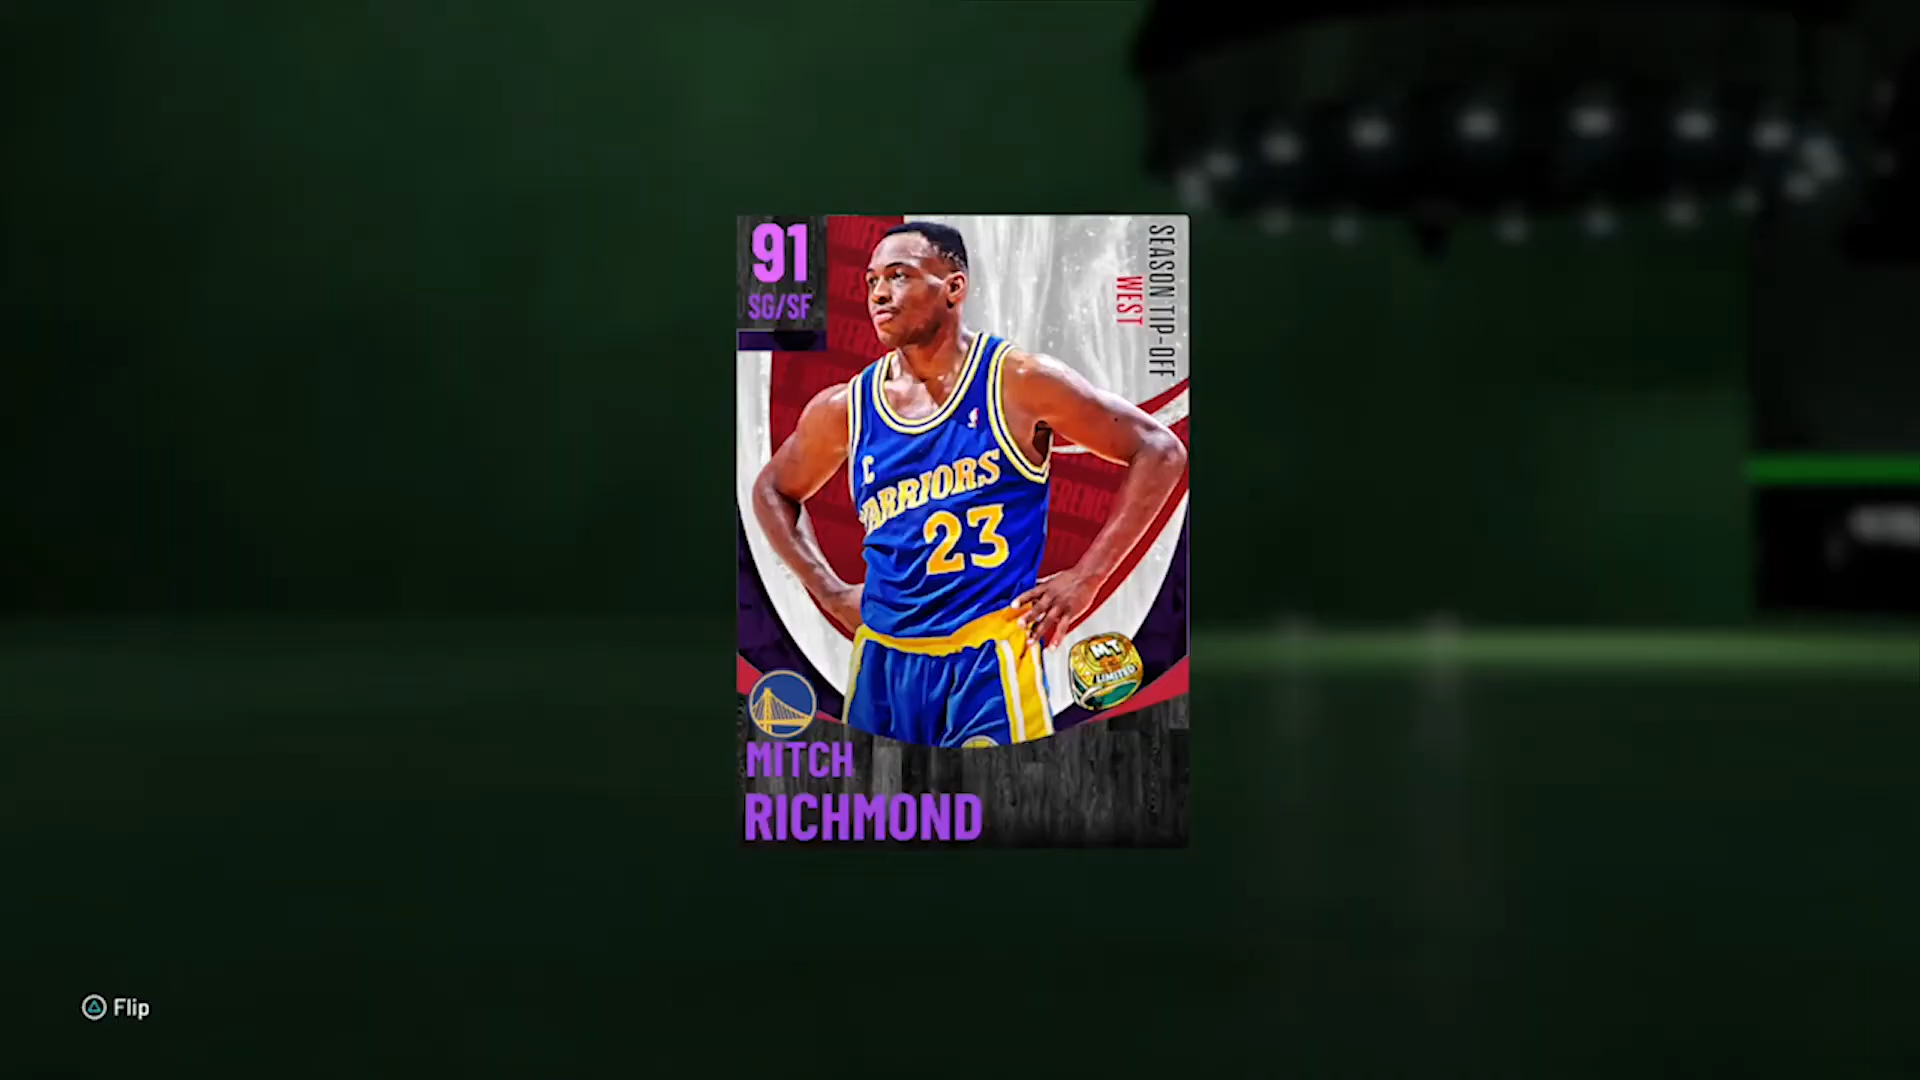 91
SG/SF
SEASON TIP-OFF
WEST
C
WARRIORS
23
MT
LIMITED
MITCH
RICHMOND
Flip